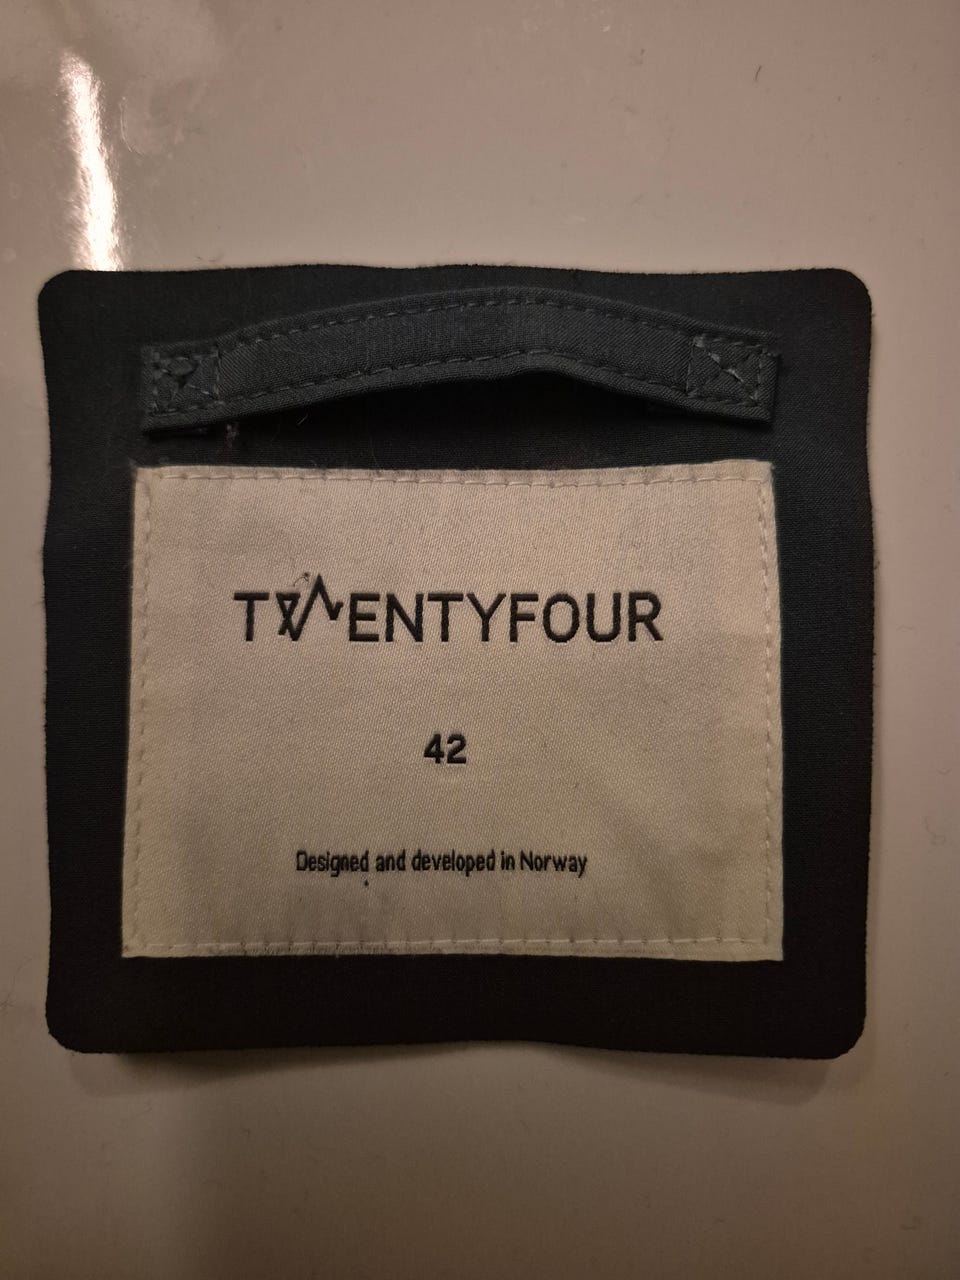 TWENTYFOUR
42
Designed and developed in Norway